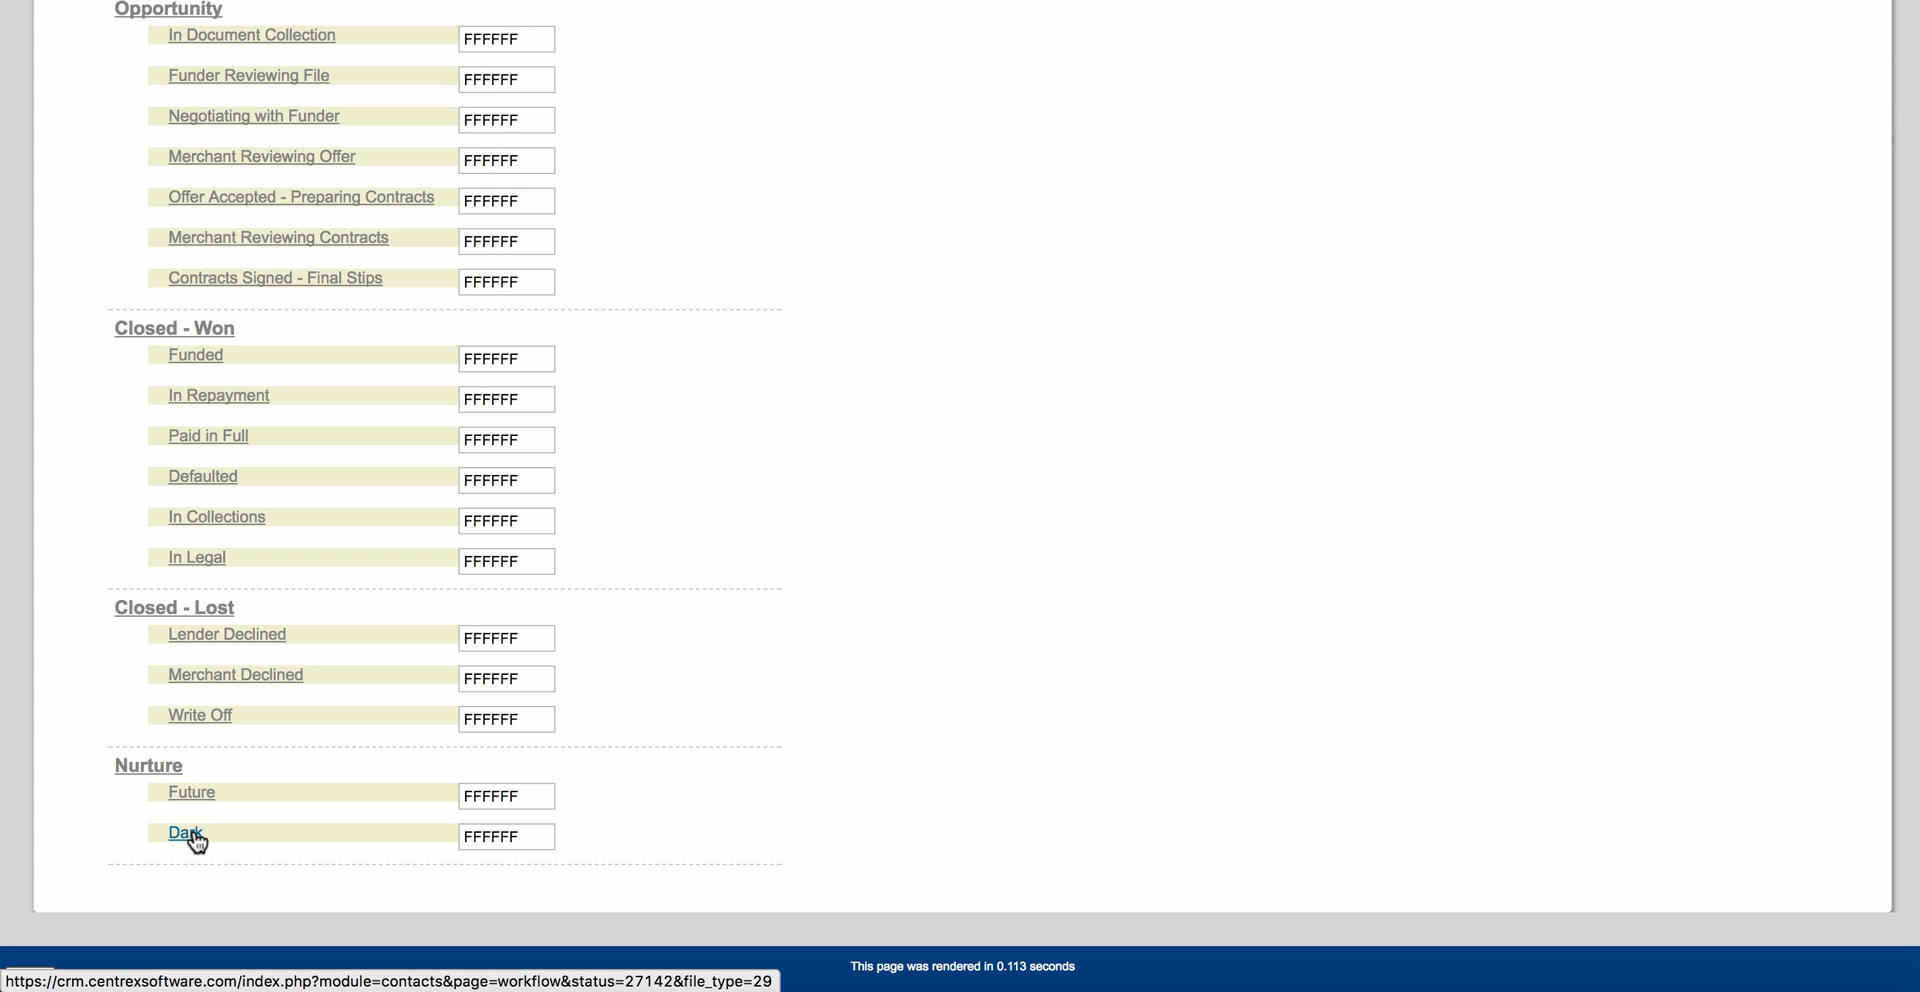 Opportunity
In Document Collection FFFFFF
Funder Reviewing File FFFFFF
Negotiating with Funder FFFFFF
Merchant Reviewing Offer FFFFFF
Offer Accepted - Preparing Contracts FFFFFF
Merchant Reviewing Contracts FFFFFF
Contracts Signed - Final Stips FFFFFF
Closed - Won
Funded FFFFFF
In Repayment FFFFFF
Paid in Full FFFFFF
Defaulted FFFFFF
In Collections FFFFFF
In Legal FFFFFF
Closed - Lost
Lender Declined FFFFFF
Merchant Declined FFFFFF
Write Off FFFFFF
Nurture
Future FFFFFF
Dark FFFFFF
This page was rendered in 0.113 seconds
https://crm.centrexsoftware.com/index.php?module=contacts&page=workflow&status=27142&file_type=29